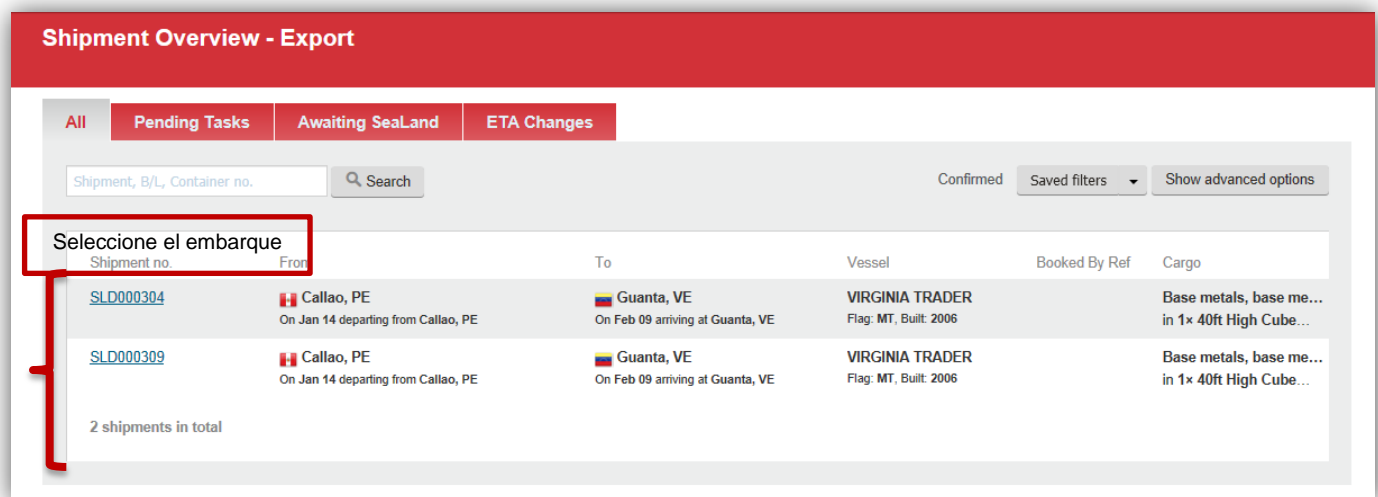 Shipment Overview - Export
All Pending Tasks Awaiting SeaLand ETA Changes
Shipment, B/L, Container no. Search Confirmed Saved filters Show advanced options
Seleccione el embarque
Shipment no. From To Vessel Booked By Ref Cargo
SLD000304 Callao, PE Guanta, VE VIRGINIA TRADER Base metals, base me...
On Jan 14 departing from Callao, PE On Feb 09 arriving at Guanta, VE Flag: MT, Built: 2006 in 1× 40ft High Cube...
SLD000309 Callao, PE Guanta, VE VIRGINIA TRADER Base metals, base me...
On Jan 14 departing from Callao, PE On Feb 09 arriving at Guanta, VE Flag: MT, Built: 2006 in 1× 40ft High Cube...
2 shipments in total